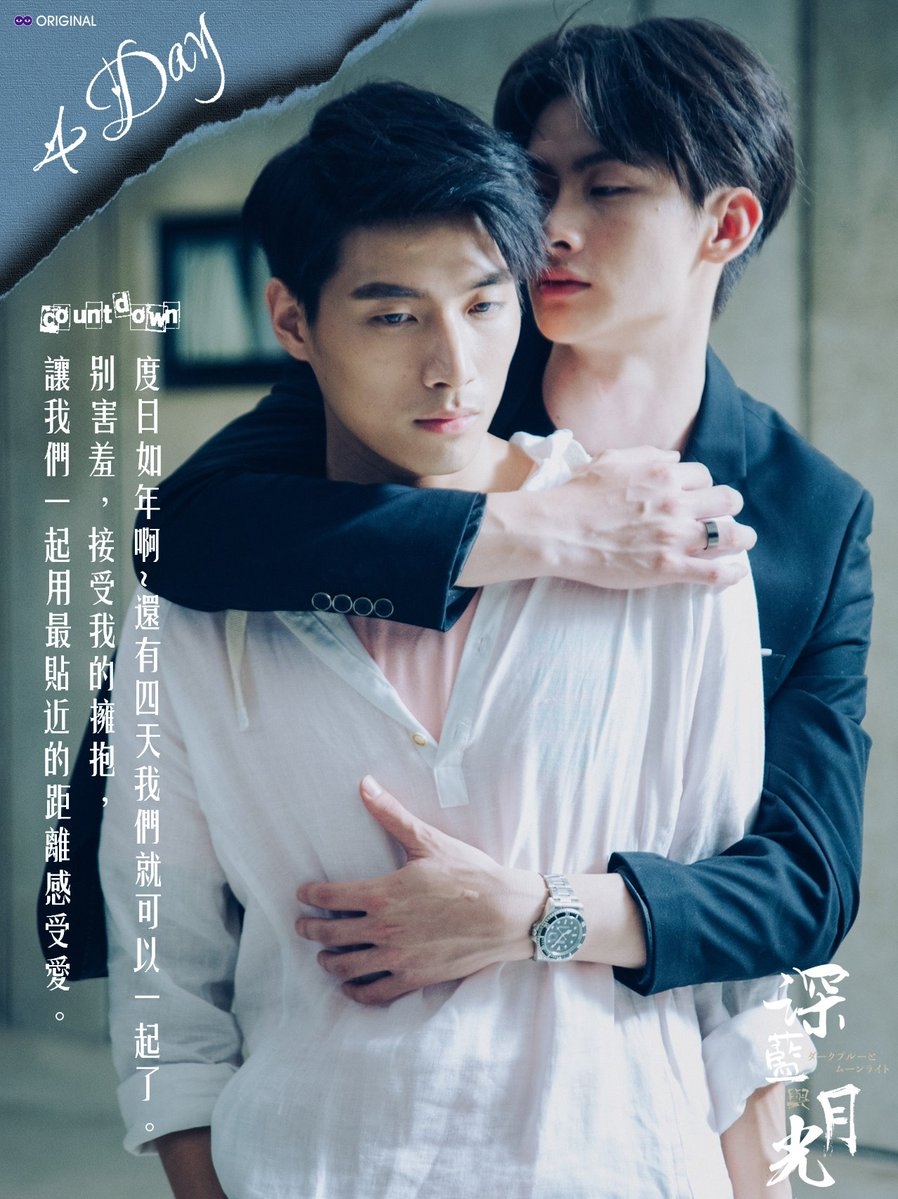 ORIGINAL
4 Day
countdown
度日如年啊~還有四天我們就可以一起了。
別害羞，接受我的擁抱，
讓我們一起用最貼近的距離感受愛。
深藍
與
月光
ダークブルーと
ムーンライト